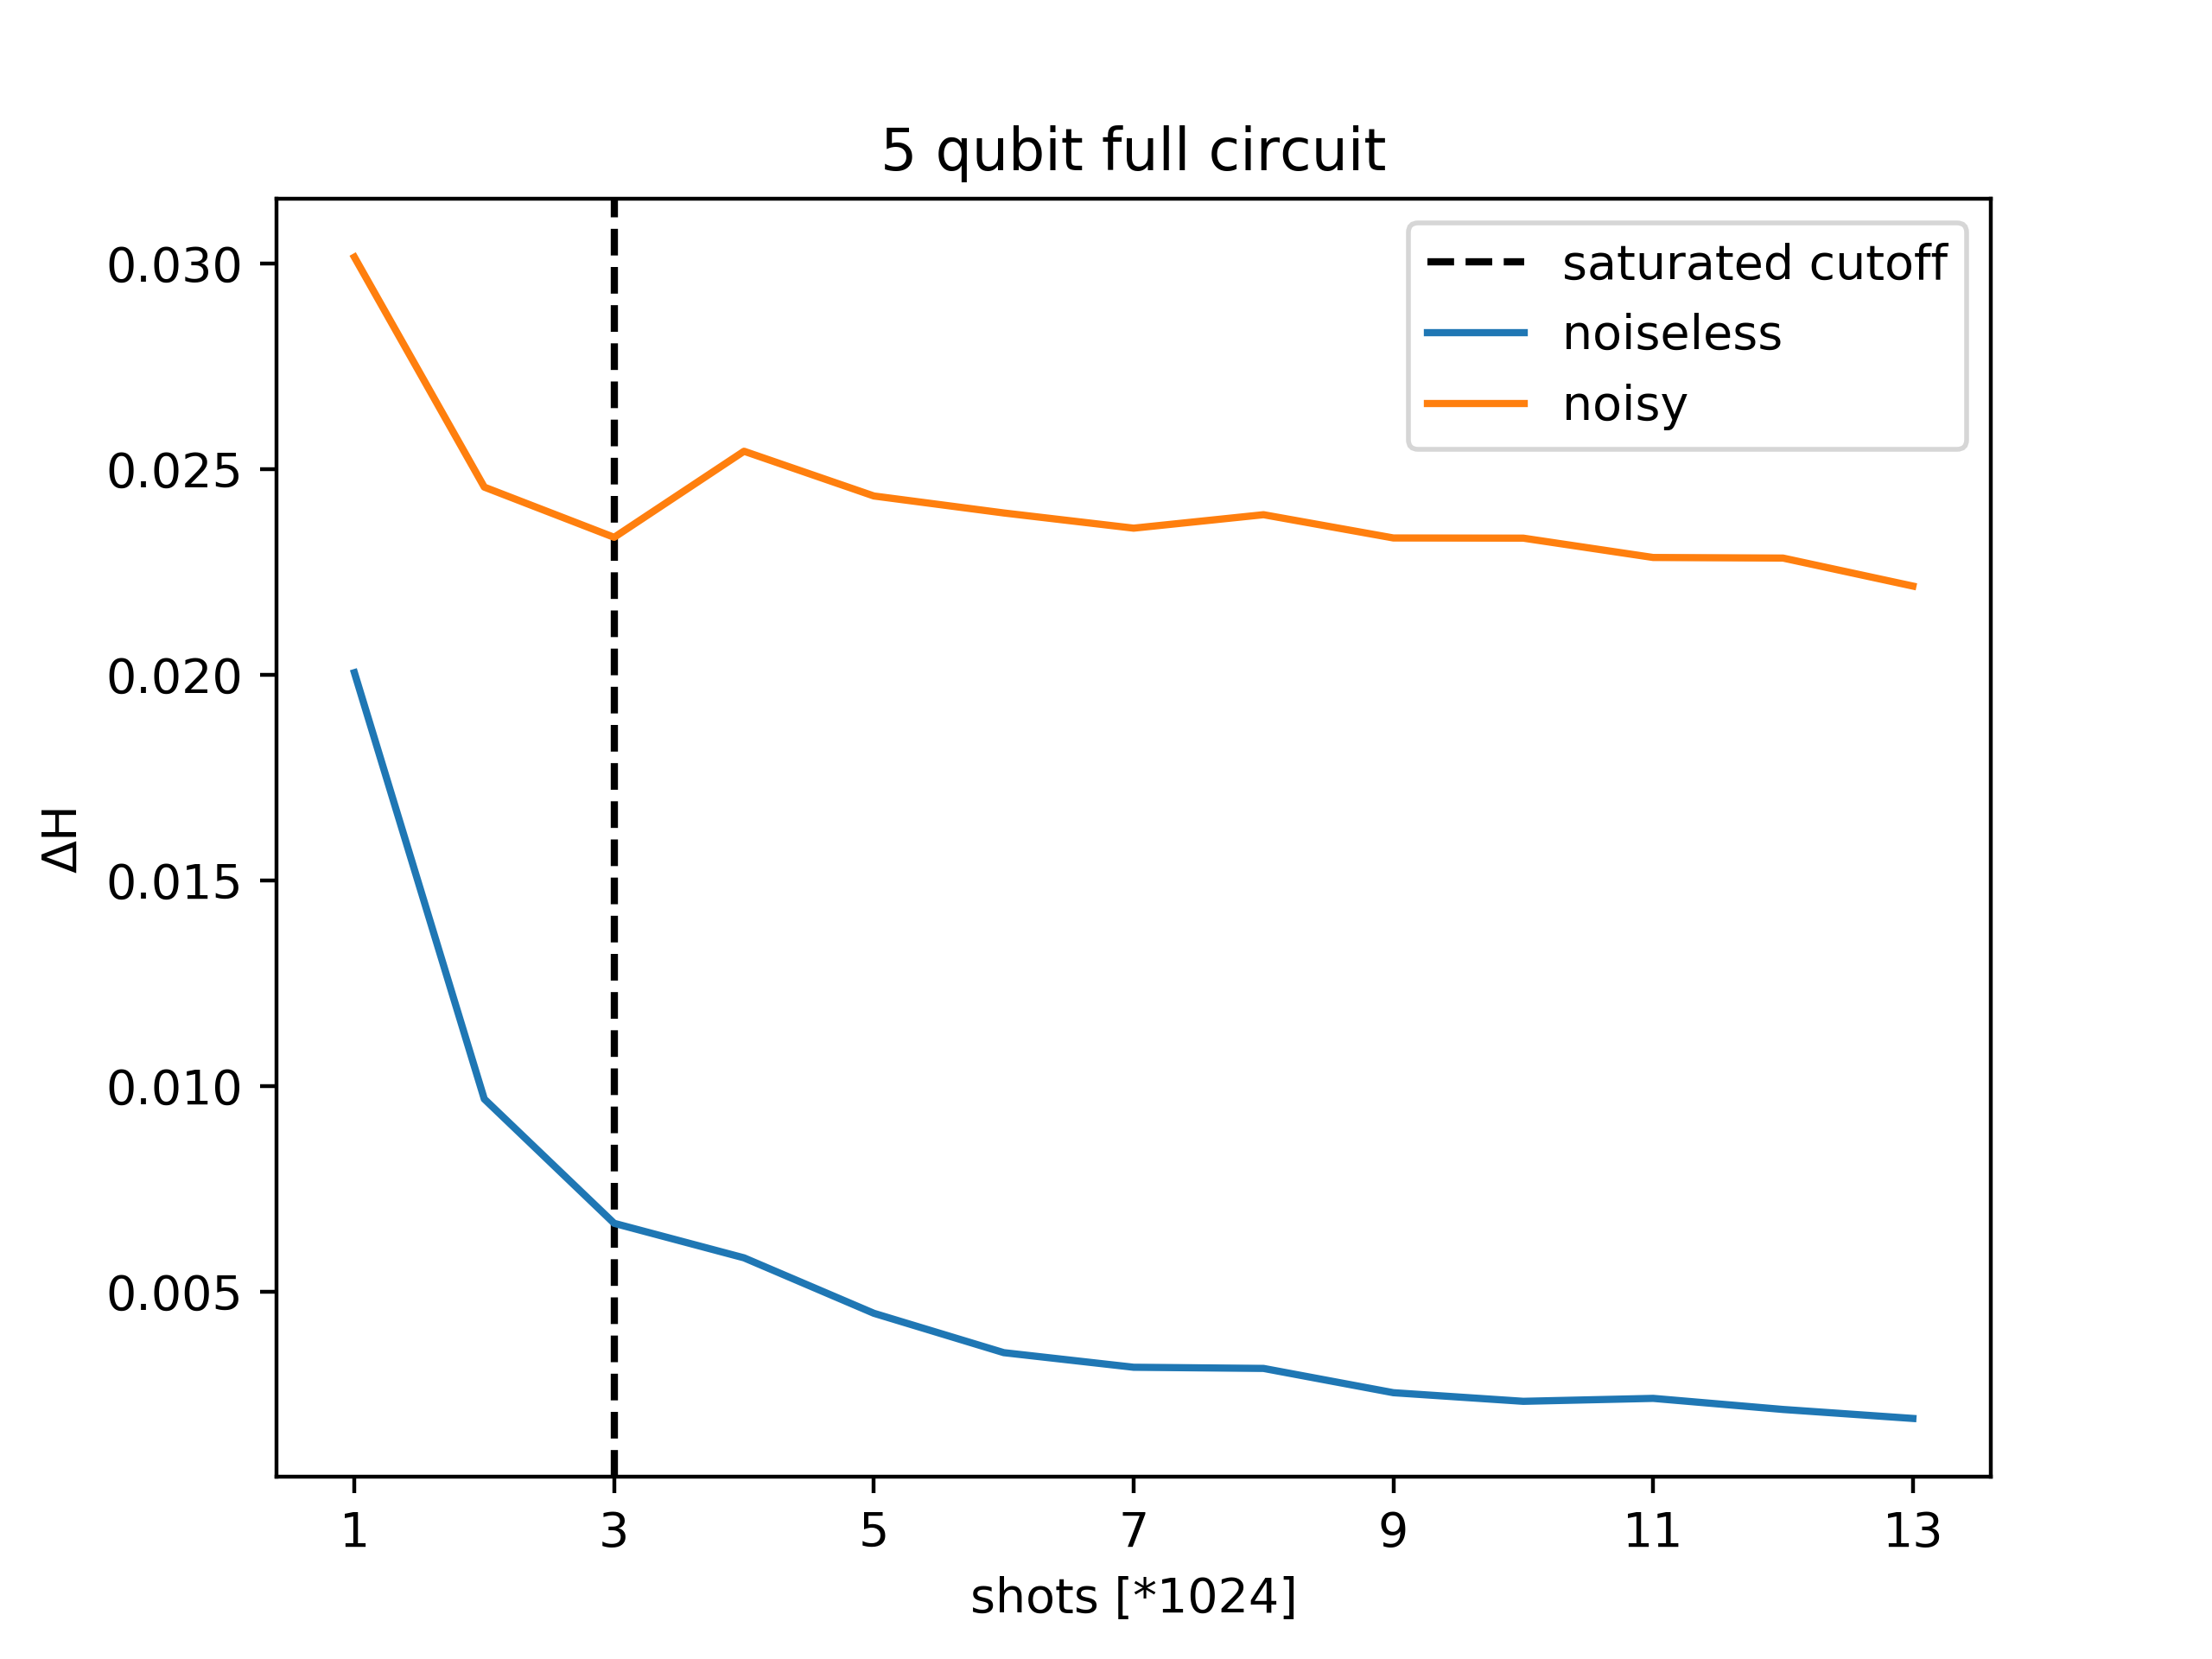 5 qubit full circuit
saturated cutoff
noiseless
noisy
0.030
0.025
0.020
0.015
0.010
0.005
ΔH
1 3 5 7 9 11 13
shots [*1024]